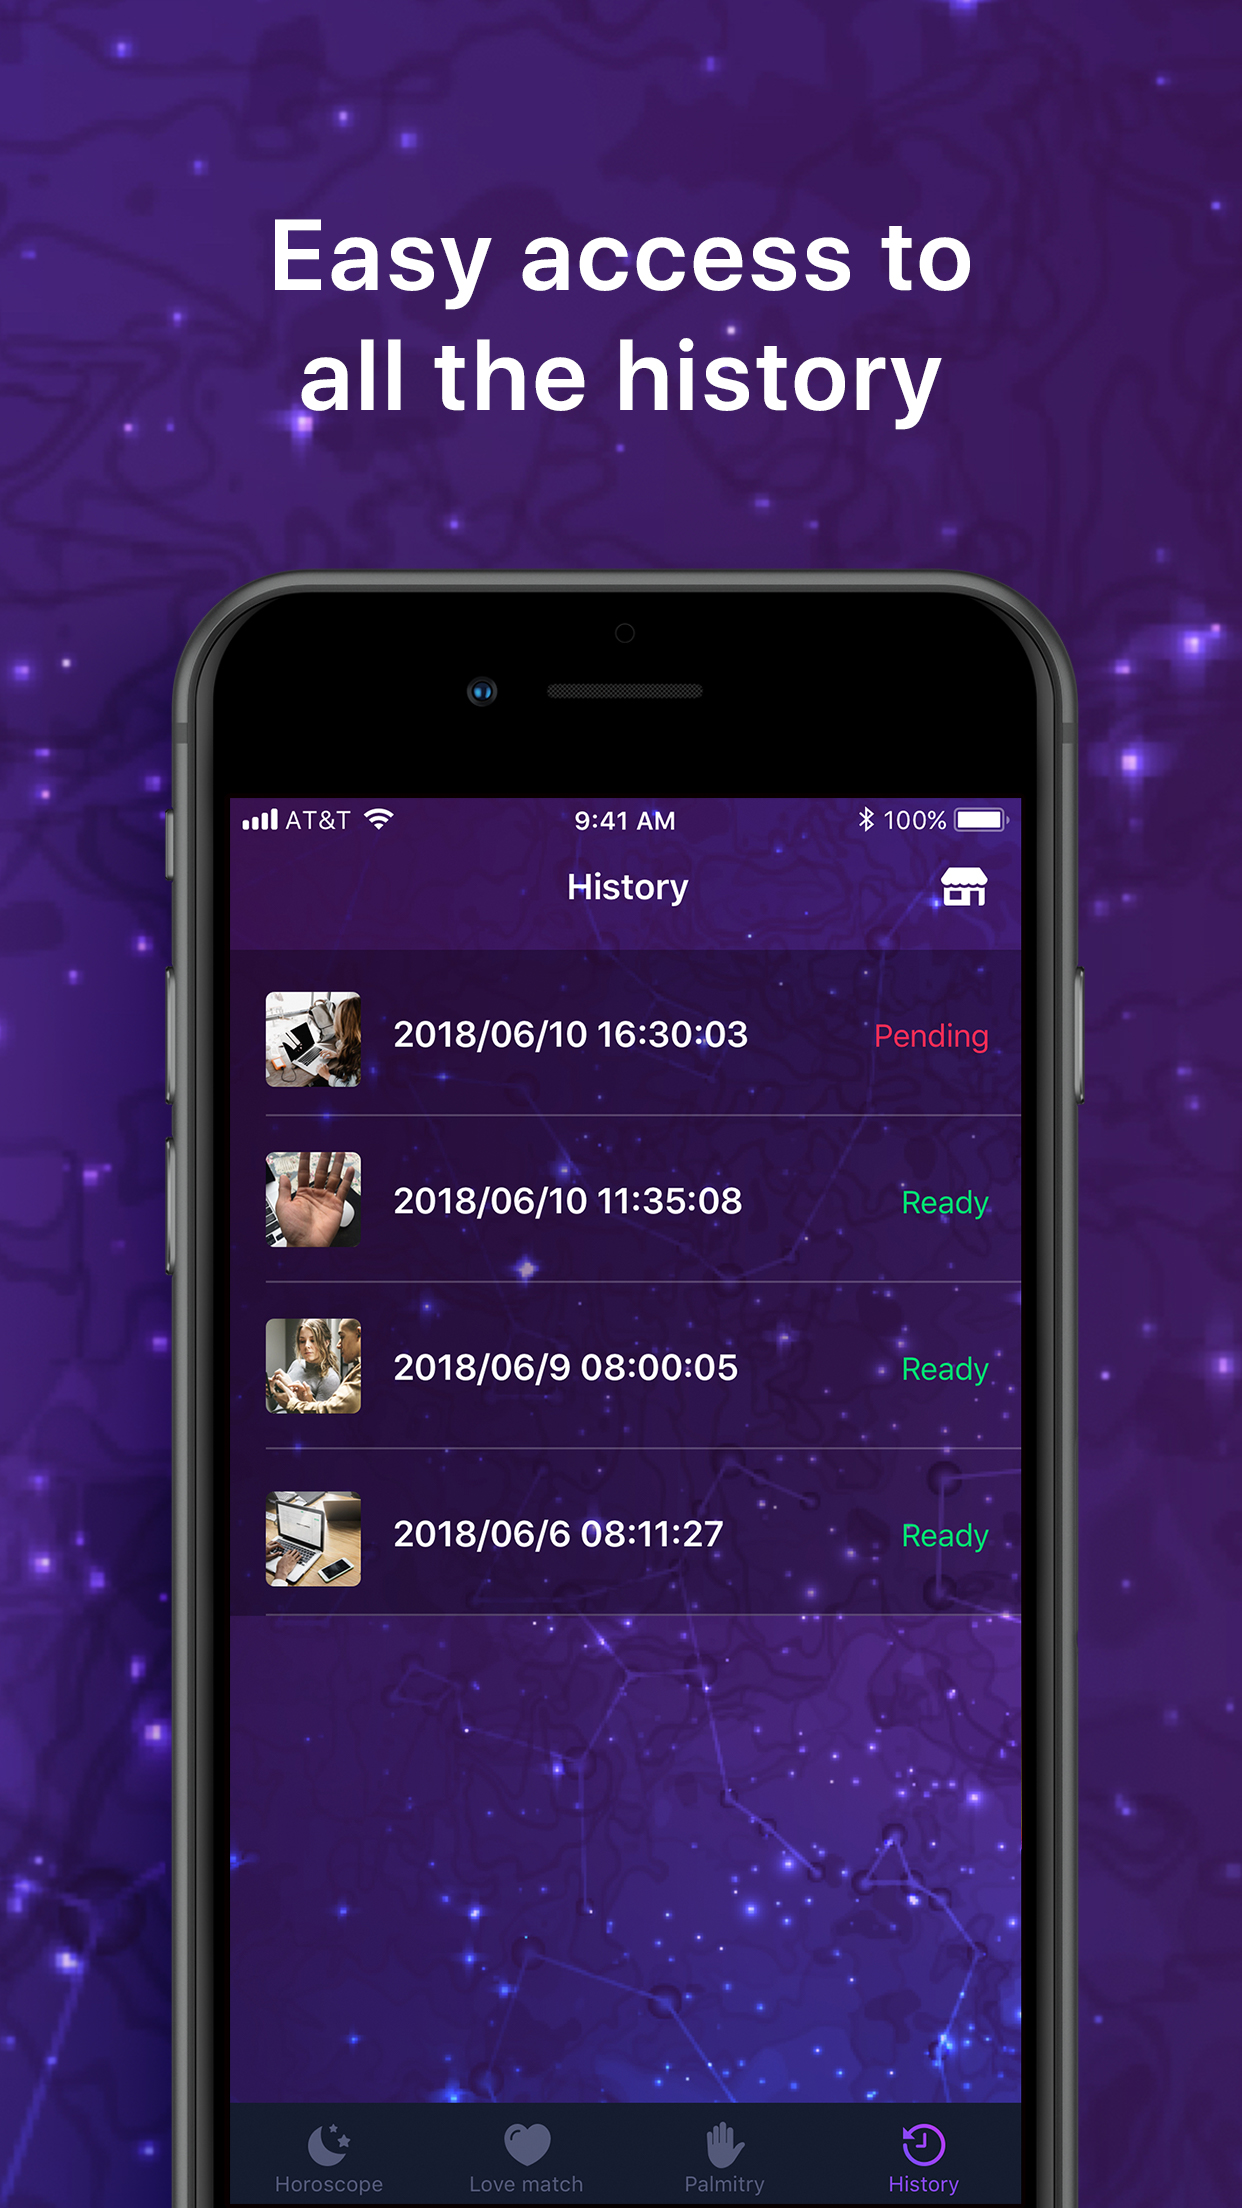 Easy access to
all the history
AT&T 9:41 AM 100%
History
2018/06/10 16:30:03 Pending
2018/06/10 11:35:08 Ready
2018/06/9 08:00:05 Ready
2018/06/6 08:11:27 Ready
Horoscope Love match Palmitry History